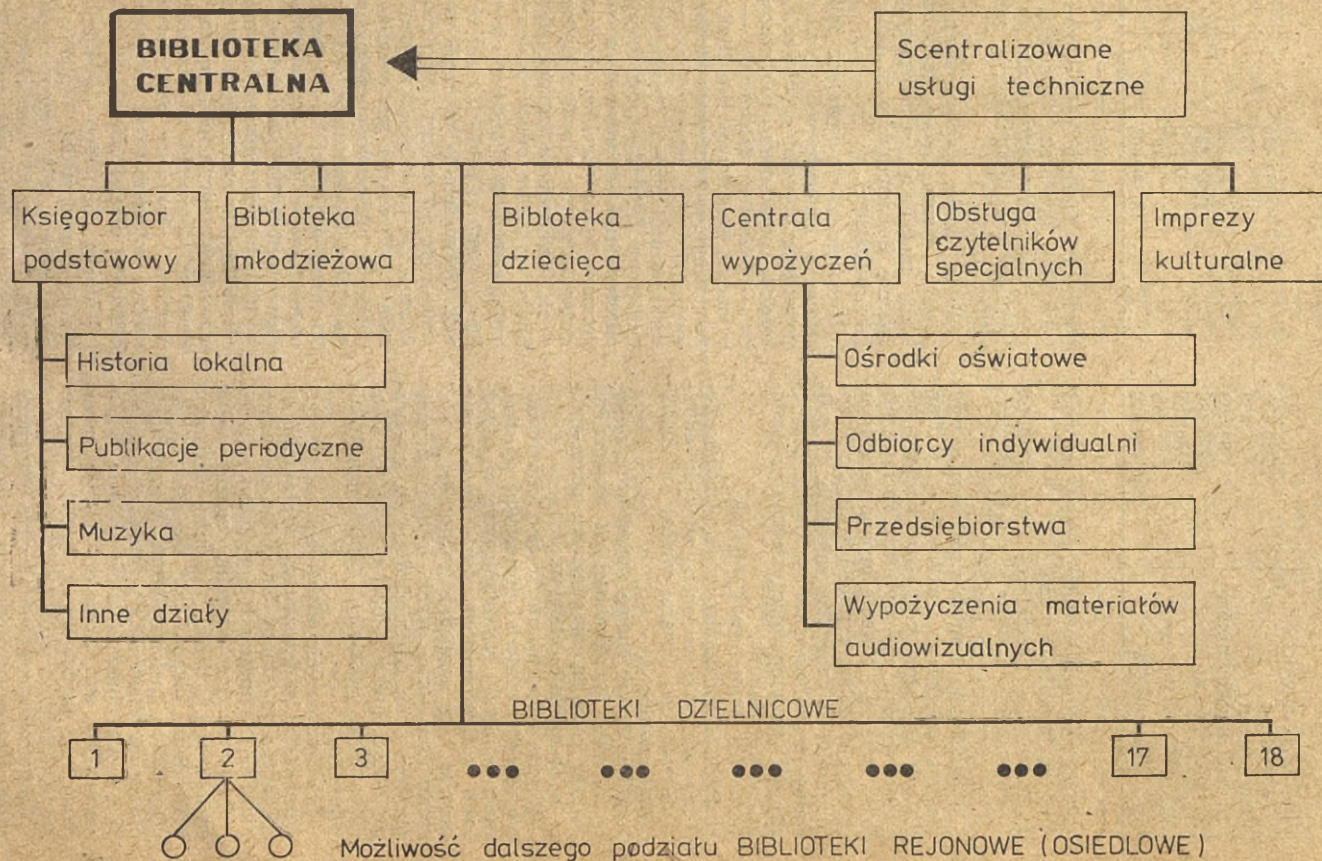 BIBLIOTEKA
CENTRALNA
Scentralizowane
usługi techniczne
Księgozbior
podstawowy
Biblioteka
młodzieżowa
Bibloteka
dziecięca
Centrala
wypożyczeń
Obsługa
czytelników
specjalnych
Imprezy
kulturalne
Historia lokalna
Publikacje periodyczne
Muzyka
Inne działy
Ośrodki oświatowe
Odbiorcy indywidualni
Przedsiębiorstwa
Wypożyczenia materiałów
audiowizualnych
BIBLIOTEKI DZIELNICOWE
1
2
3
17
18
Możliwość dalszego podziału BIBLIOTEKI REJONOWE (OSIEDLOWE)